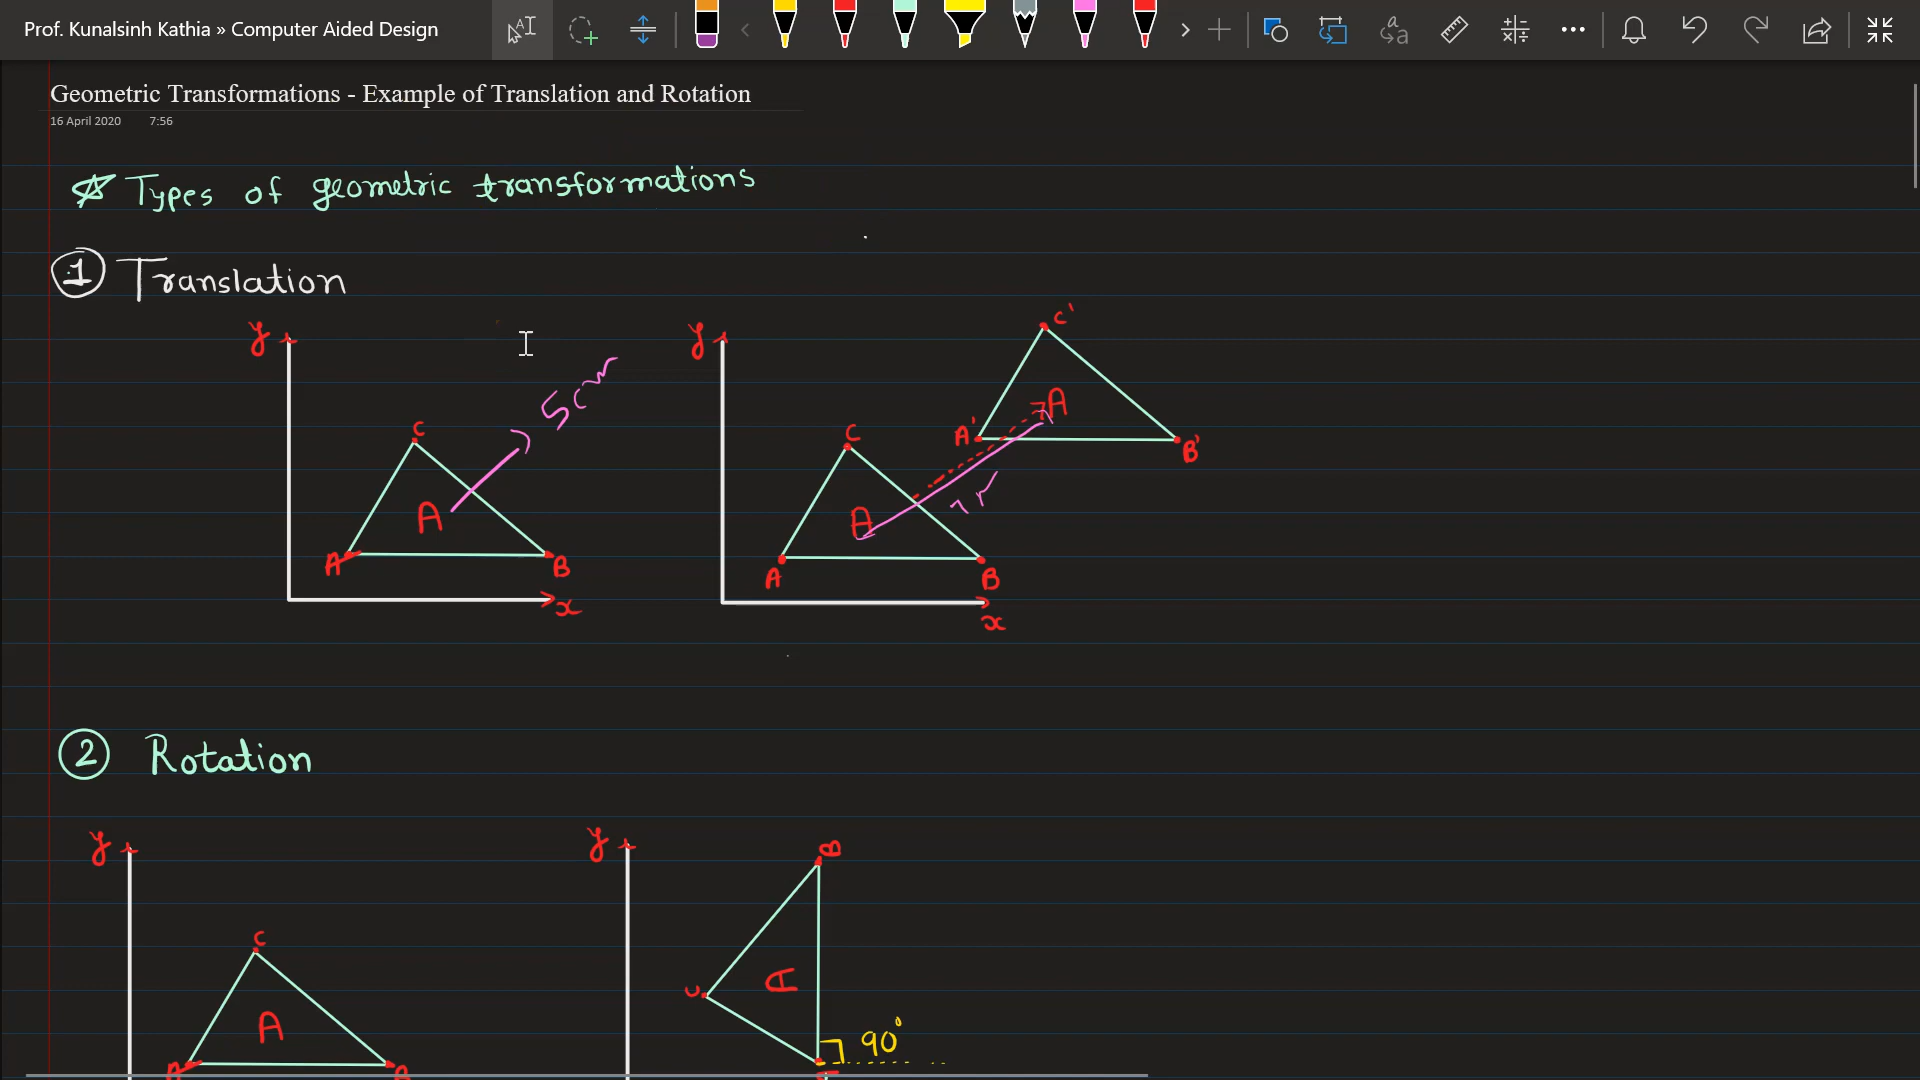 Prof. Kunalsinh Kathia » Computer Aided Design
Geometric Transformations - Example of Translation and Rotation
16 April 2020 7:56
Types of geometric transformations
1 Translation
y
C
A
5cm
A
B
x
y
C
A
A
B
x
C'
A
A'
B'
2 Rotation
y
C
A
A
B
y
B
C
A
90°